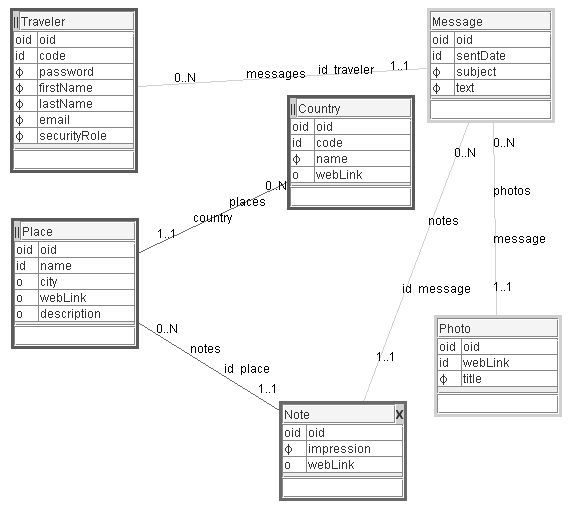 || Traveler
oid oid
id code
ϕ password
ϕ firstName
ϕ lastName
ϕ email
ϕ securityRole
Message
oid oid
id sentDate
ϕ subject
ϕ text
0..N messages id traveler 1..1
|| Country
oid oid
id code
ϕ name
o webLink
0..N
places
country
1..1
|| Place
oid oid
id name
o city
o webLink
o description
0..N
notes
id place
1..1
0..N
notes
id message
1..1
0..N
photos
message
1..1
Photo
oid oid
id webLink
ϕ title
Note X
oid oid
ϕ impression
o webLink